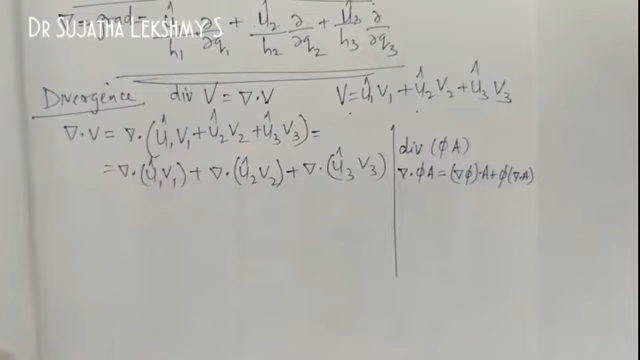 DR SUJATHA LEKSHMY S
∇ = grad = û₁/h₁ ∂/∂q₁ + û₂/h₂ ∂/∂q₂ + û₃/h₃ ∂/∂q₃
Divergence div V = ∇·V V = û₁V₁ + û₂V₂ + û₃V₃
∇·V = ∇·(û₁V₁ + û₂V₂ + û₃V₃) =
= ∇·(û₁V₁) + ∇·(û₂V₂) + ∇·(û₃V₃)
div (ϕA)
∇·ϕA = (∇ϕ)·A + ϕ(∇·A)